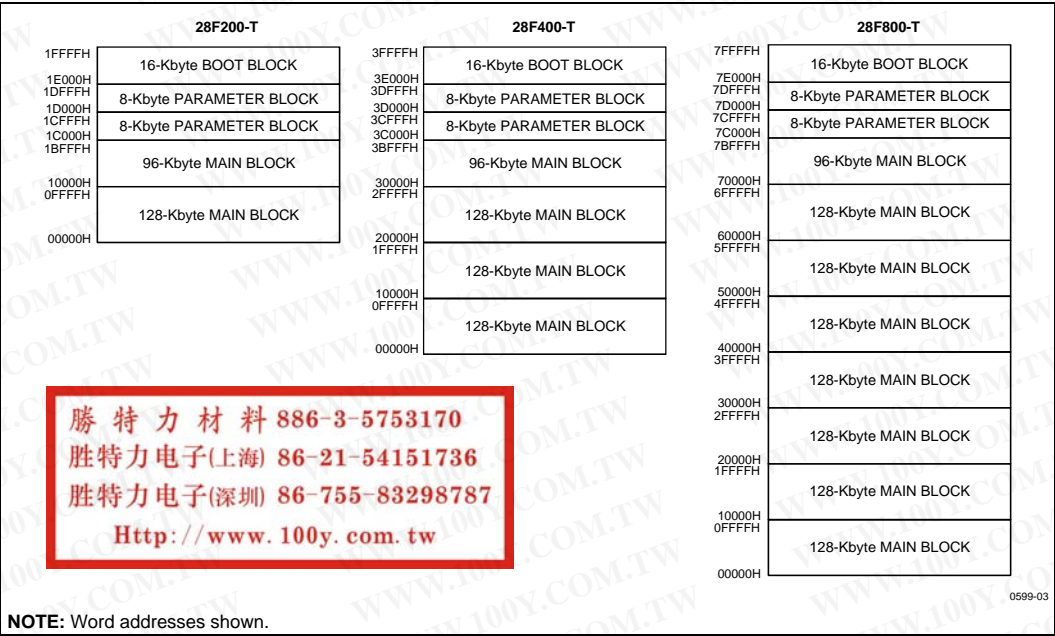 28F200-T
1FFFFH
16-Kbyte BOOT BLOCK
1E000H
1DFFFH
8-Kbyte PARAMETER BLOCK
1D000H
1CFFFH
8-Kbyte PARAMETER BLOCK
1C000H
1BFFFH
96-Kbyte MAIN BLOCK
10000H
0FFFFH
128-Kbyte MAIN BLOCK
00000H
28F400-T
3FFFFH
16-Kbyte BOOT BLOCK
3E000H
3DFFFH
8-Kbyte PARAMETER BLOCK
3D000H
3CFFFH
8-Kbyte PARAMETER BLOCK
3C000H
3BFFFH
96-Kbyte MAIN BLOCK
30000H
2FFFFH
128-Kbyte MAIN BLOCK
20000H
1FFFFH
128-Kbyte MAIN BLOCK
10000H
0FFFFH
128-Kbyte MAIN BLOCK
00000H
28F800-T
7FFFFH
16-Kbyte BOOT BLOCK
7E000H
7DFFFH
8-Kbyte PARAMETER BLOCK
7D000H
7CFFFH
8-Kbyte PARAMETER BLOCK
7C000H
7BFFFH
96-Kbyte MAIN BLOCK
70000H
6FFFFH
128-Kbyte MAIN BLOCK
60000H
5FFFFH
128-Kbyte MAIN BLOCK
50000H
4FFFFH
128-Kbyte MAIN BLOCK
40000H
3FFFFH
128-Kbyte MAIN BLOCK
30000H
2FFFFH
128-Kbyte MAIN BLOCK
20000H
1FFFFH
128-Kbyte MAIN BLOCK
10000H
0FFFFH
128-Kbyte MAIN BLOCK
00000H
勝 特 力 材 料 886-3-5753170
胜特力电子(上海) 86-21-54151736
胜特力电子(深圳) 86-755-83298787
Http://www.100y.com.tw
0599-03
NOTE: Word addresses shown.
WWW.100Y.COM.TW